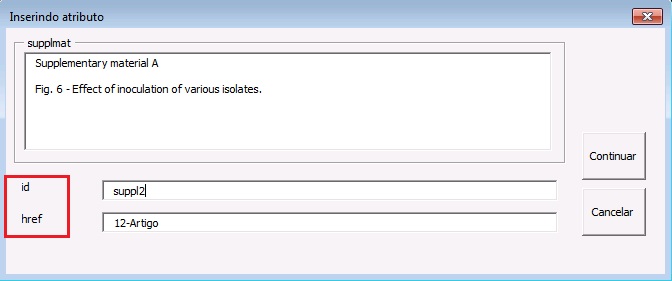 Inserindo atributo
supplmat
Supplementary material A
Fig. 6 - Effect of inoculation of various isolates.
Continuar
id
suppl2
Cancelar
href
12-Artigo